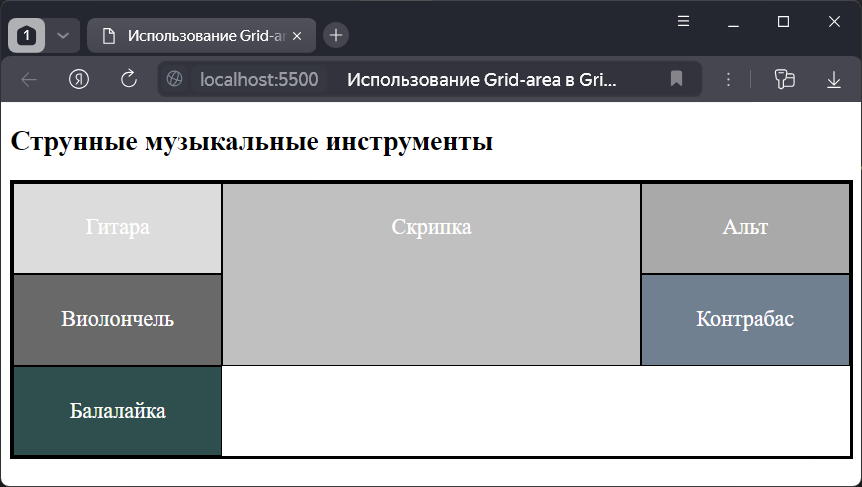 1
Использование Grid-ar
localhost:5500 Использование Grid-area в Gri...
Струнные музыкальные инструменты
Гитара Скрипка Альт
Виолончель Контрабас
Балалайка